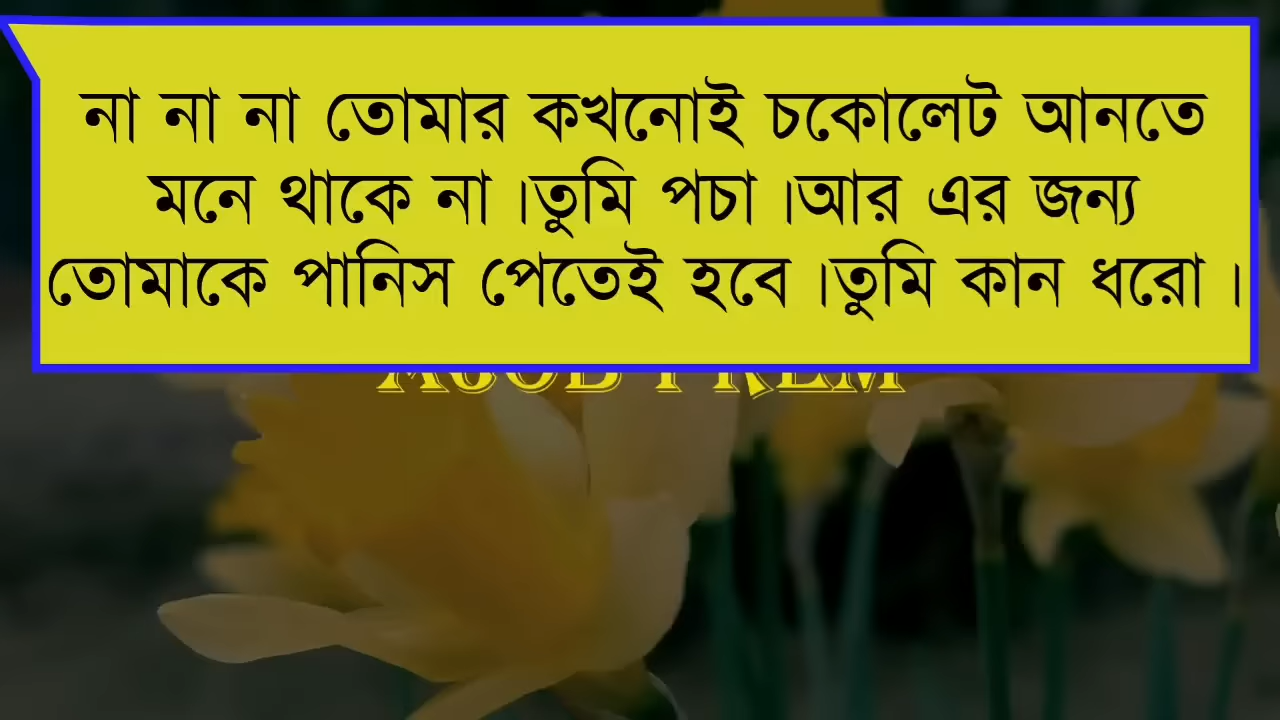 না না না তোমার কখনোই চকোলেট আনতে
মনে থাকে না ।তুমি পচা ।আর এর জন্য
তোমাকে পানিস পেতেই হবে ।তুমি কান ধরো ।